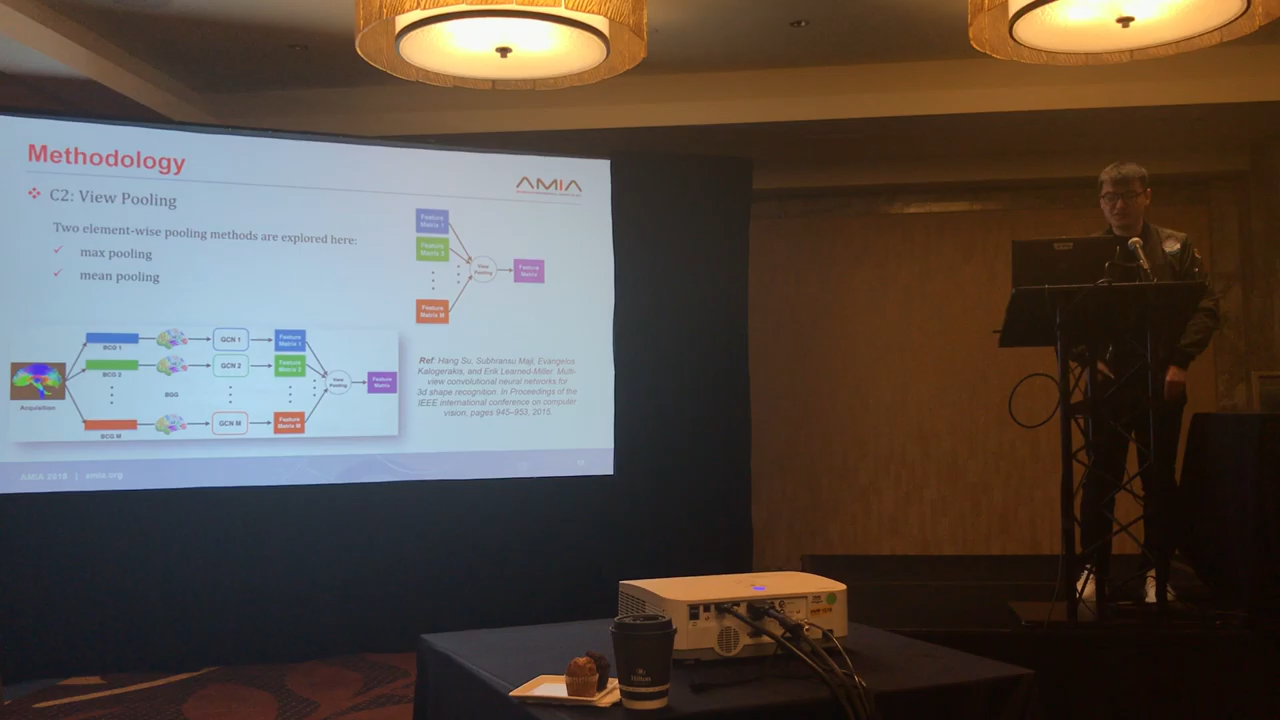 Methodology
AMIA
C2: View Pooling
Two element-wise pooling methods are explored here:
max pooling
mean pooling
Feature
Matrix 1
Feature
Matrix 2
Feature
Matrix M
View
Pooling
Feature
Matrix
Acquisition
BCG 1
BCG 2
BCG M
BGG
GCN 1
GCN 2
GCN M
Feature
Matrix 1
Feature
Matrix 2
Feature
Matrix M
View
Pooling
Feature
Matrix
Ref: Hang Su, Subhransu Maji, Evangelos
Kalogerakis, and Erik Learned-Miller. Multi-
view convolutional neural networks for
3d shape recognition. In Proceedings of the
IEEE international conference on computer
vision, pages 945–953, 2015.
AMIA 2018 | amia.org
Hilton